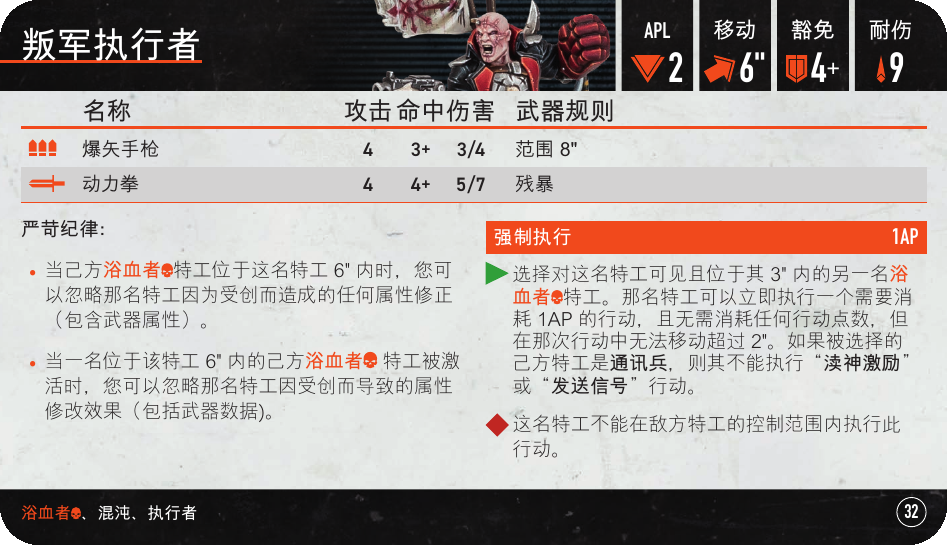 叛军执行者
APL 移动 豁免 耐伤
2 6" 4+ 9
名称 攻击 命中 伤害 武器规则
爆矢手枪 4 3+ 3/4 范围 8"
动力拳 4 4+ 5/7 残暴
严苛纪律:
• 当己方浴血者特工位于这名特工 6" 内时，您可
以忽略那名特工因为受创而造成的任何属性修正
（包含武器属性）。
• 当一名位于该特工 6" 内的己方浴血者 特工被激
活时，您可以忽略那名特工因受创而导致的属性
修改效果（包括武器数据)。
强制执行 1AP
选择对这名特工可见且位于其 3" 内的另一名浴
血者特工。那名特工可以立即执行一个需要消
耗 1AP 的行动，且无需消耗任何行动点数，但
在那次行动中无法移动超过 2"。如果被选择的
己方特工是通讯兵，则其不能执行“渎神激励”
或“发送信号”行动。
这名特工不能在敌方特工的控制范围内执行此
行动。
浴血者、混沌、执行者
32